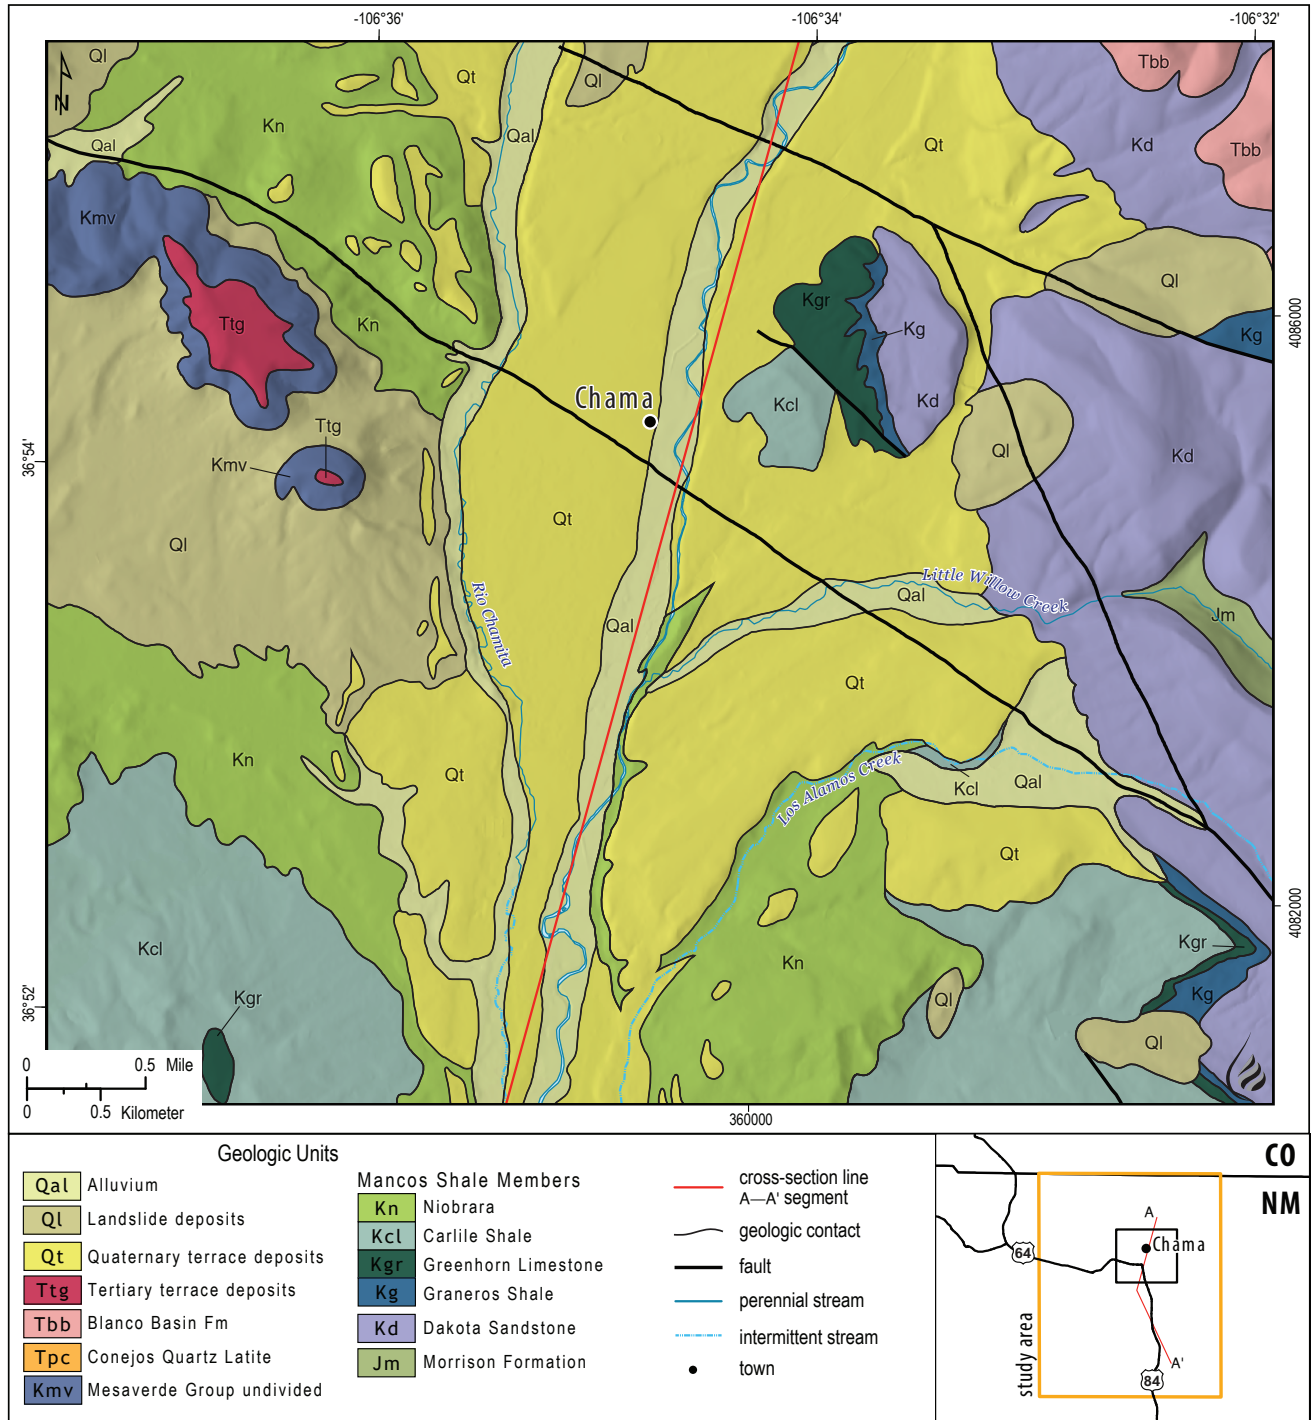 -106°36'
-106°34'
-106°32'
N
Ql
Qt
Ql
Tbb
Kn
Qal
Qal
Qt
Kd
Tbb
Kmv
Ql
Kgr
Kn
Ttg
Kg
Kg
4086000
Chama
Kcl
Kd
Ttg
36°54'
Kmv
Ql
Kd
Qt
Ql
Little Willow Creek
Qal
Rio Chamita
Qal
Jm
Qt
Kn
Qt
Los Alamos Creek
Kcl
Qal
Qt
4082000
Kcl
Kn
Kgr
Kgr
Kg
Ql
36°52'
Ql
0 0.5 Mile
0 0.5 Kilometer
360000
Geologic Units
Qal Alluvium
Ql Landslide deposits
Qt Quaternary terrace deposits
Ttg Tertiary terrace deposits
Tbb Blanco Basin Fm
Tpc Conejos Quartz Latite
Kmv Mesaverde Group undivided
Mancos Shale Members
Kn Niobrara
Kcl Carlile Shale
Kgr Greenhorn Limestone
Kg Graneros Shale
Kd Dakota Sandstone
Jm Morrison Formation
cross-section line
A—A' segment
geologic contact
fault
perennial stream
intermittent stream
town
CO
NM
A
64
Chama
study area
A'
84